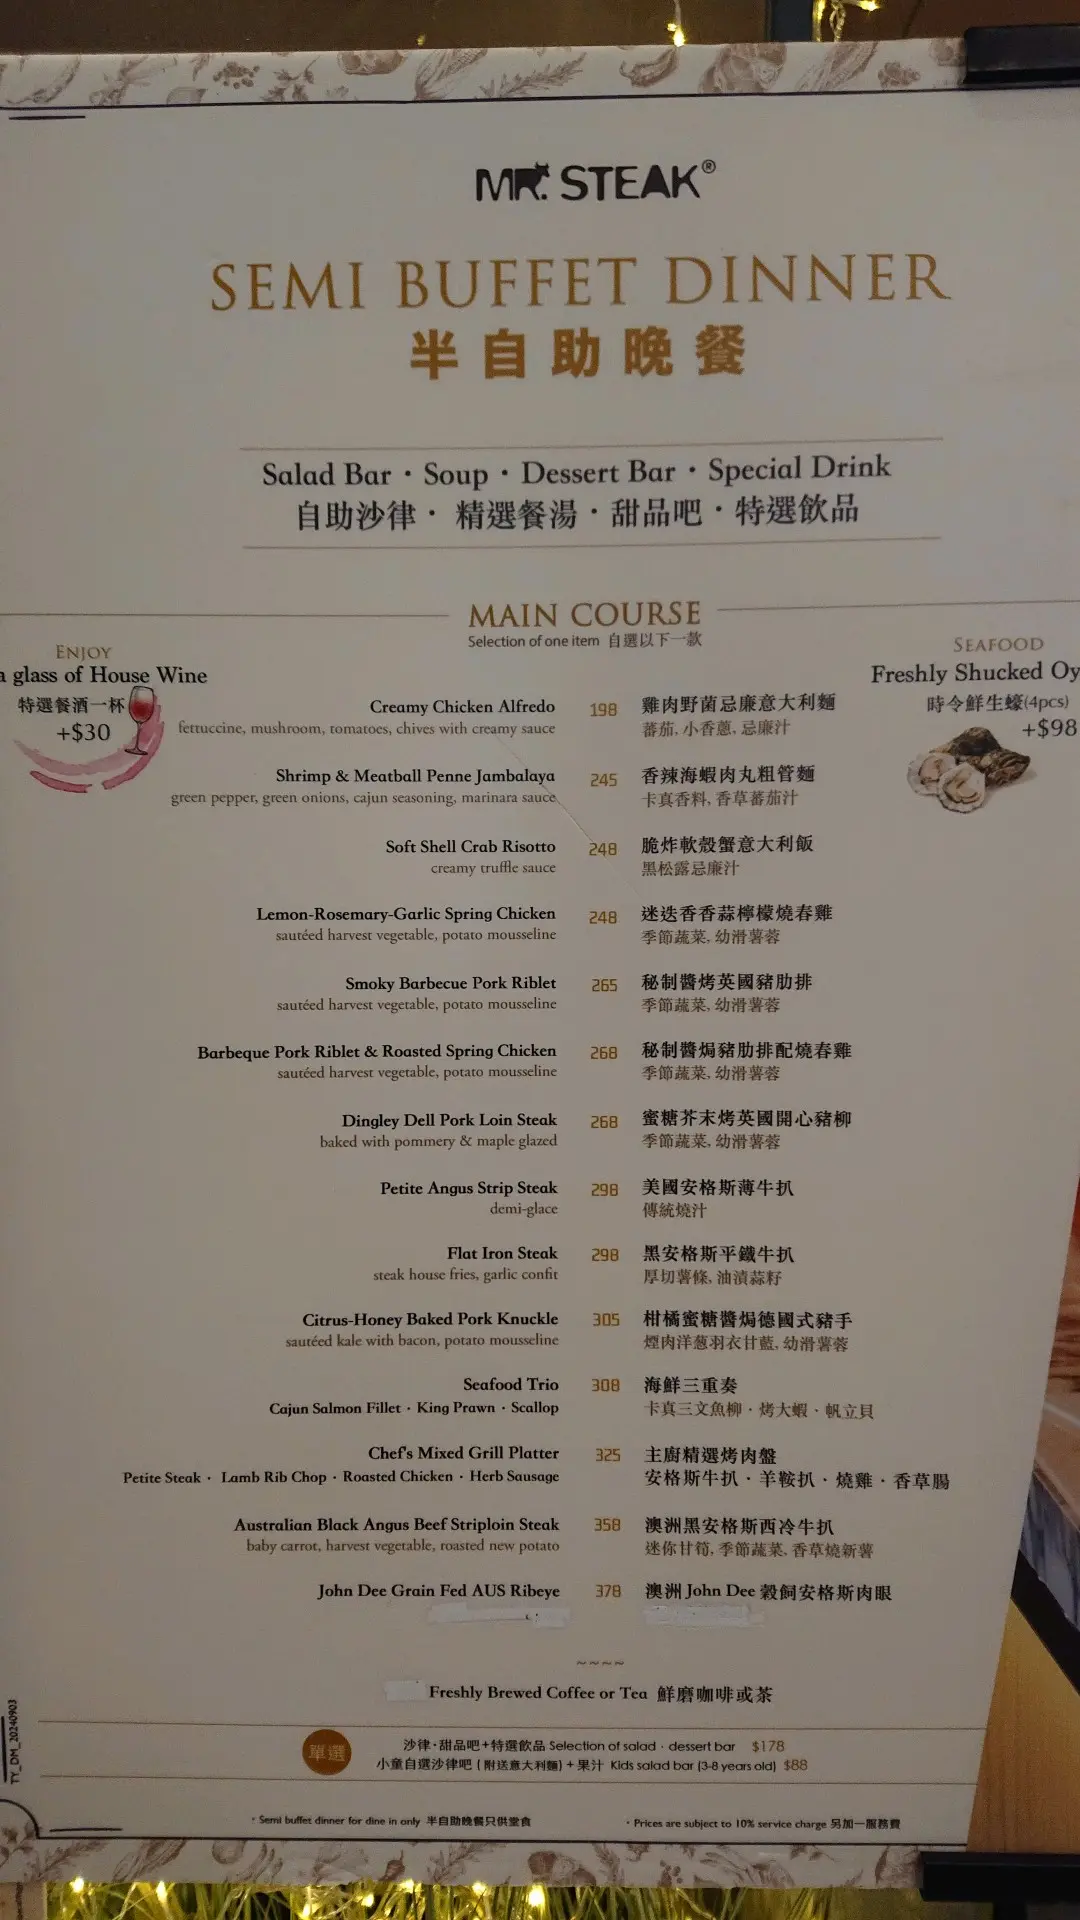 MR. STEAK®
SEMI BUFFET DINNER
半自助晚餐
Salad Bar · Soup · Dessert Bar · Special Drink
自助沙律 · 精選餐湯 · 甜品吧 · 特選飲品
MAIN COURSE
Selection of one item 自選以下一款
ENJOY
a glass of House Wine
特選餐酒一杯
+$30
SEAFOOD
Freshly Shucked Oy
時令鮮生蠔(4pcs)
+$98
Creamy Chicken Alfredo 198 雞肉野菌忌廉意大利麵
fettuccine, mushroom, tomatoes, chives with creamy sauce 蕃茄, 小香蔥, 忌廉汁
Shrimp & Meatball Penne Jambalaya 245 香辣海蝦肉丸粗管麵
green pepper, green onions, cajun seasoning, marinara sauce 卡真香料, 香草蕃茄汁
Soft Shell Crab Risotto 248 脆炸軟殼蟹意大利飯
creamy truffle sauce 黑松露忌廉汁
Lemon-Rosemary-Garlic Spring Chicken 248 迷迭香香蒜檸檬燒春雞
sautéed harvest vegetable, potato mousseline 季節蔬菜, 幼滑薯蓉
Smoky Barbecue Pork Riblet 265 秘制醬烤英國豬肋排
sautéed harvest vegetable, potato mousseline 季節蔬菜, 幼滑薯蓉
Barbeque Pork Riblet & Roasted Spring Chicken 268 秘制醬焗豬肋排配燒春雞
sautéed harvest vegetable, potato mousseline 季節蔬菜, 幼滑薯蓉
Dingley Dell Pork Loin Steak 268 蜜糖芥末烤英國開心豬柳
baked with pommery & maple glazed 季節蔬菜, 幼滑薯蓉
Petite Angus Strip Steak 298 美國安格斯薄牛扒
demi-glace 傳統燒汁
Flat Iron Steak 298 黑安格斯平鐵牛扒
steak house fries, garlic confit 厚切薯條, 油漬蒜籽
Citrus-Honey Baked Pork Knuckle 305 柑橘蜜糖醬焗德國式豬手
sautéed kale with bacon, potato mousseline 煙肉洋葱羽衣甘藍, 幼滑薯蓉
Seafood Trio 308 海鮮三重奏
Cajun Salmon Fillet · King Prawn · Scallop 卡真三文魚柳 · 烤大蝦 · 帆立貝
Chef's Mixed Grill Platter 325 主廚精選烤肉盤
Petite Steak · Lamb Rib Chop · Roasted Chicken · Herb Sausage 安格斯牛扒 · 羊鞍扒 · 燒雞 · 香草腸
Australian Black Angus Beef Striploin Steak 358 澳洲黑安格斯西冷牛扒
baby carrot, harvest vegetable, roasted new potato 迷你甘筍, 季節蔬菜, 香草燒新薯
John Dee Grain Fed AUS Ribeye 378 澳洲 John Dee 穀飼安格斯肉眼
~~~~
Freshly Brewed Coffee or Tea 鮮磨咖啡或茶
單選
沙律 · 甜品吧 + 特選飲品 Selection of salad · dessert bar $178
小童自選沙律吧 ( 附送意大利麵) + 果汁 Kids salad bar (3-8 years old) $88
* Semi buffet dinner for dine in only 半自助晚餐只供堂食
* Prices are subject to 10% service charge 另加一服務費
TY_DM_20240903